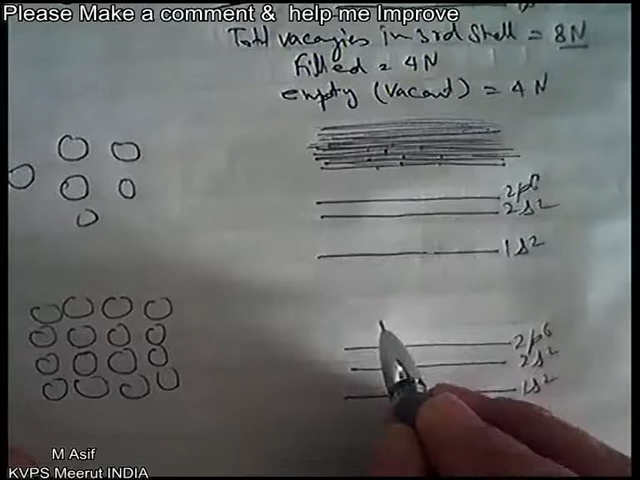 Please Make a comment & help me Improve
Total vacancies in 3rd Shell = 8N
Filled = 4N
empty (Vacant) = 4N
2p6
2s2
1s2
2p6
2s2
1s2
M Asif
KVPS Meerut INDIA